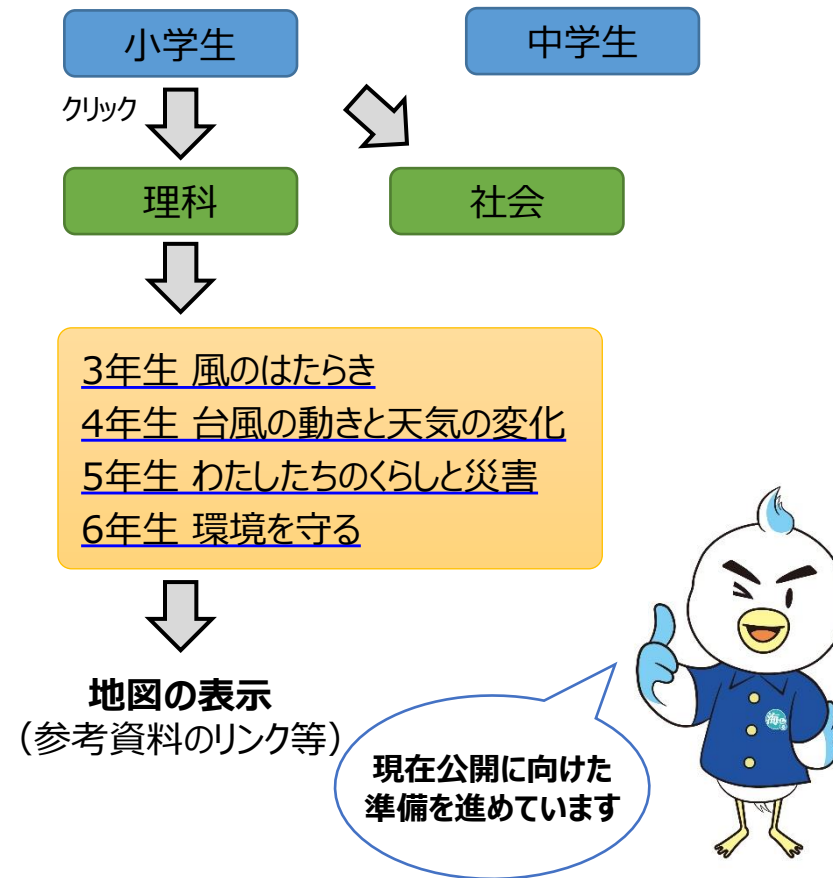 小学生
中学生
クリック
理科
社会
3年生 風のはたらき
4年生 台風の動きと天気の変化
5年生 わたしたちのくらしと災害
6年生 環境を守る
地図の表示
（参考資料のリンク等）
現在公開に向けた
準備を進めています